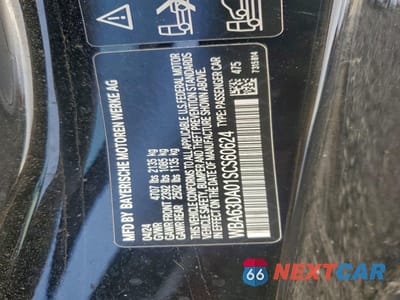 MFD BY BAYERISCHE MOTOREN WERKE AG
04/24
GVWR 4707 lbs 2135 kg
GAWR FRONT 2392 lbs 1085 kg
GAWR REAR 2502 lbs 1135 kg
THIS VEHICLE CONFORMS TO ALL APPLICABLE U.S. FEDERAL MOTOR
VEHICLE SAFETY, BUMPER, AND THEFT PREVENTION STANDARDS
IN EFFECT ON THE DATE OF MANUFACTURE SHOWN ABOVE.
WBA63DA01SCS60624 TYPE: PASSENGER CAR
475
66 NEXTCAR